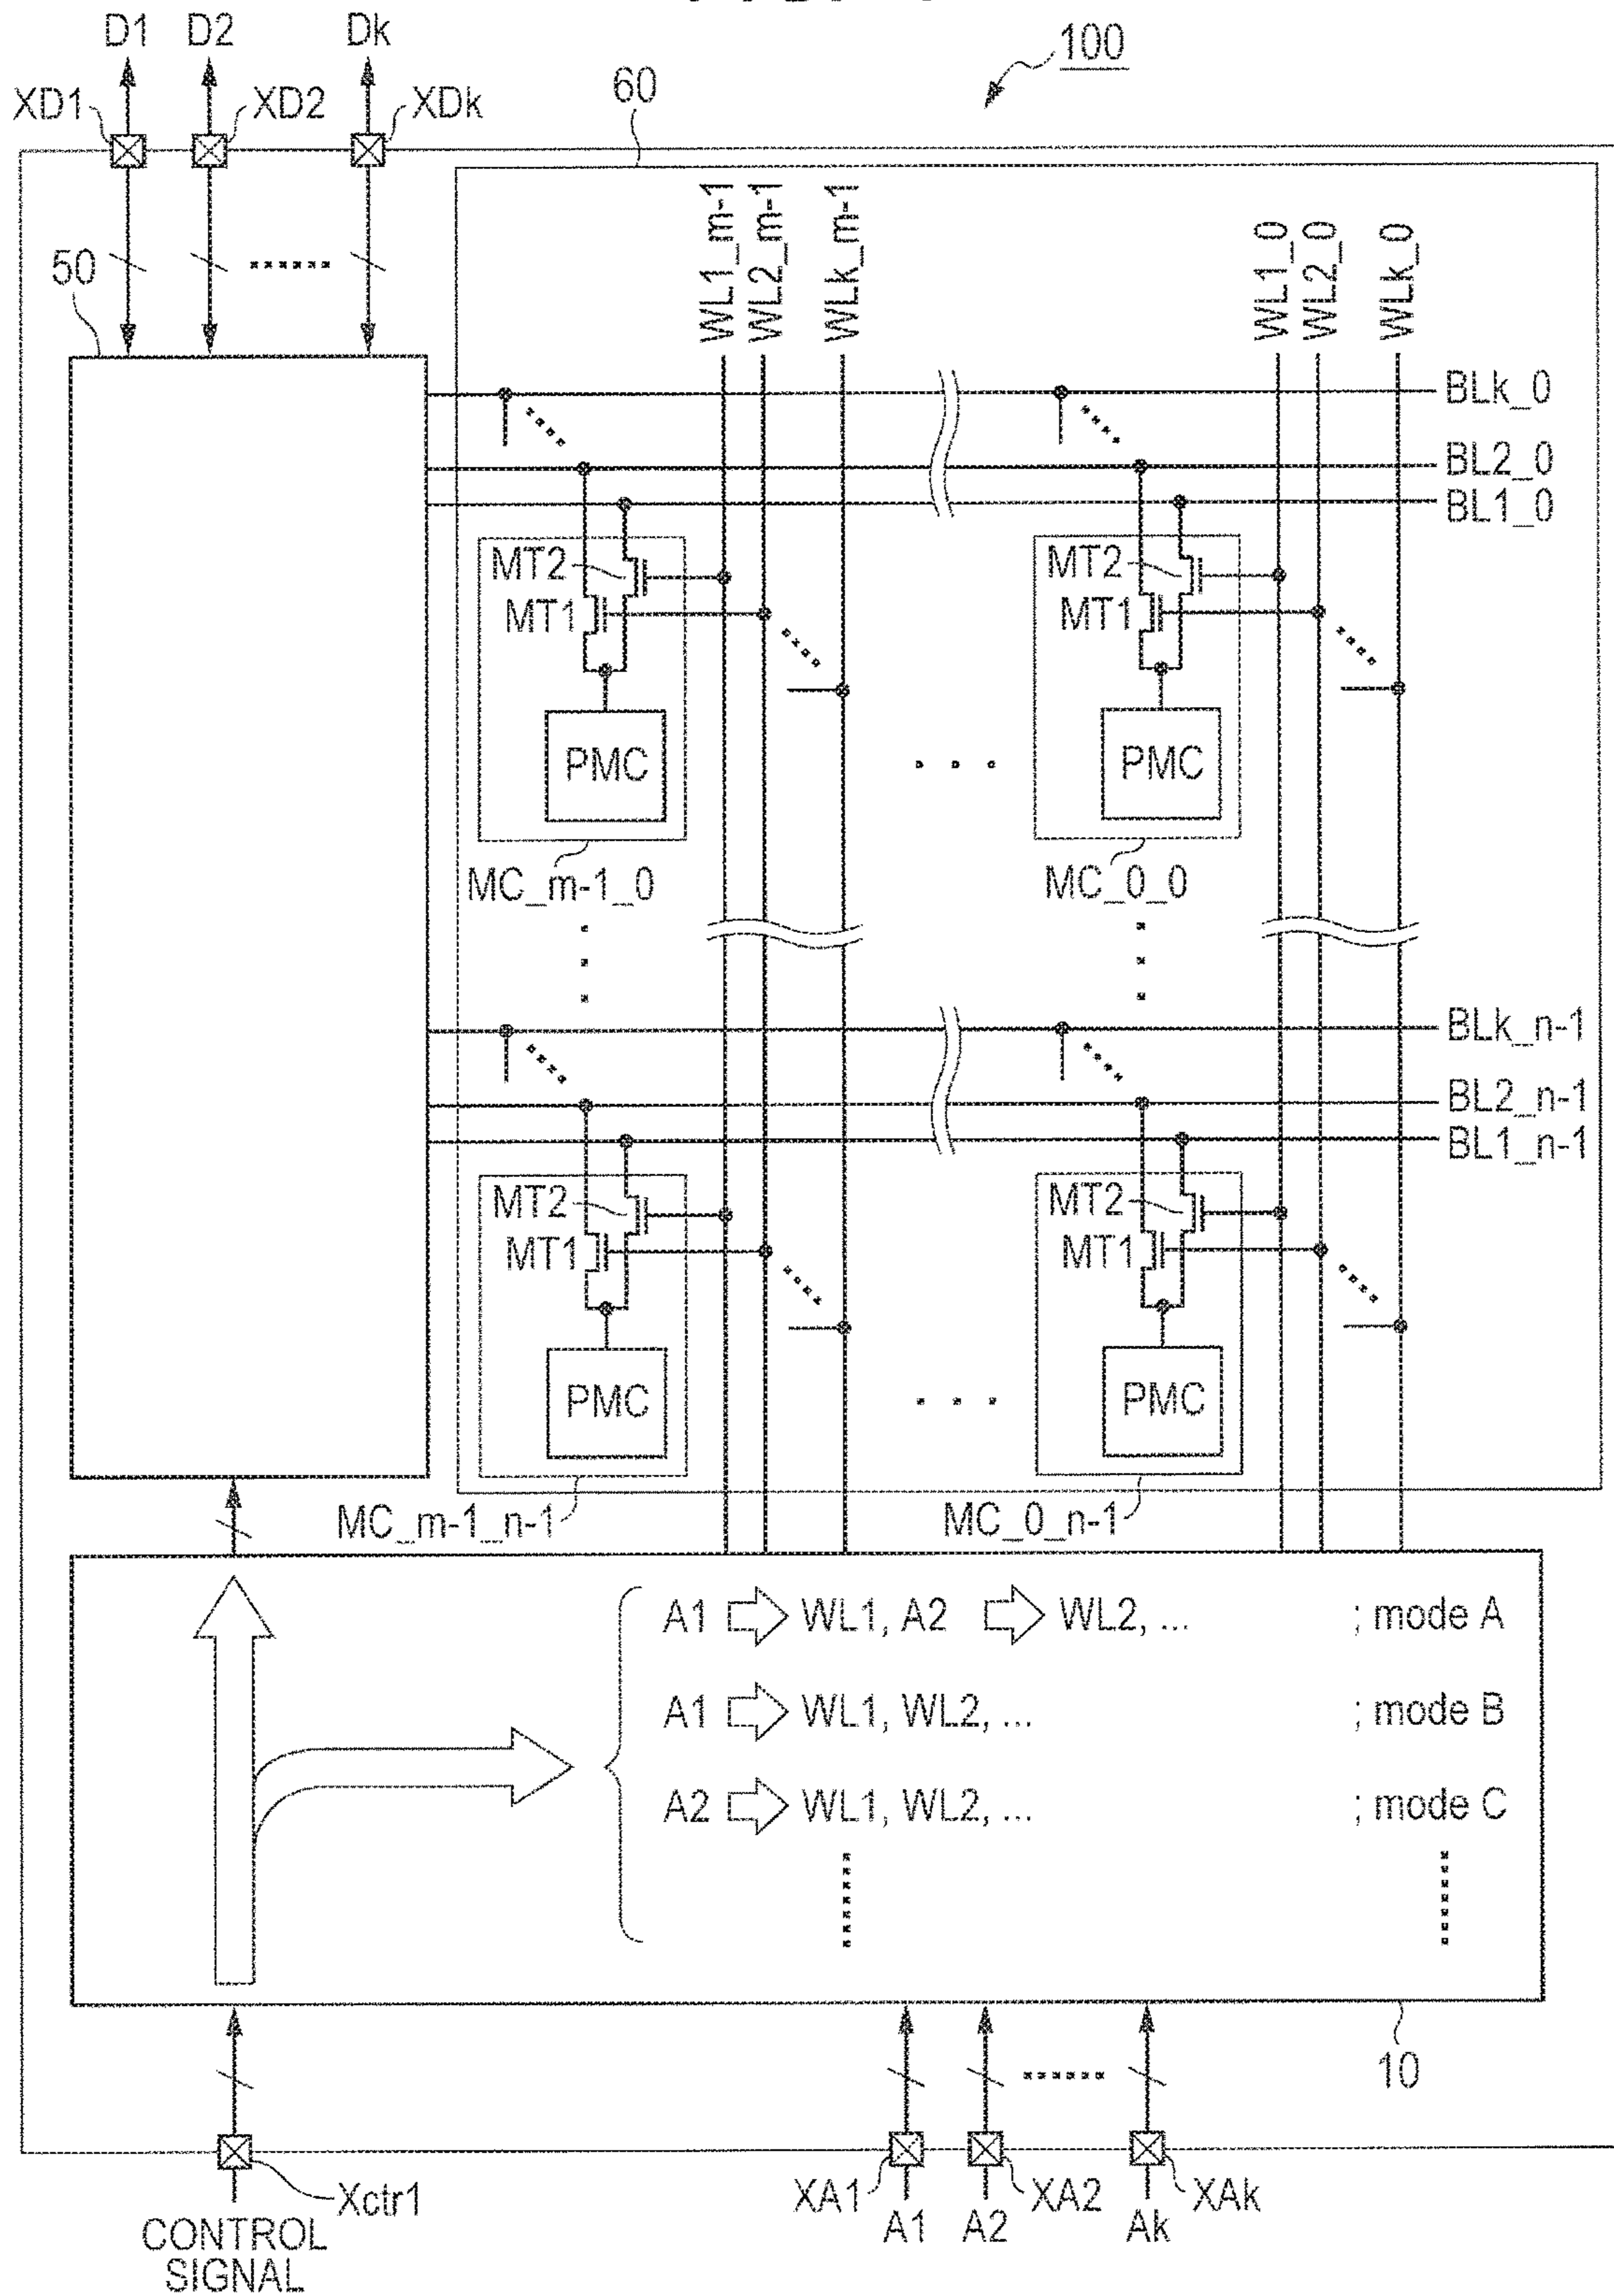 D1 D2 Dk
100
XD1 XD2 XDk
60
50
WL1_m-1
WL2_m-1
WLk_m-1
WL1_0
WL2_0
WLk_0
BLk_0
BL2_0
BL1_0
MT2
MT1
PMC
MC_m-1_0
MT2
MT1
PMC
MC_0_0
BLk_n-1
BL2_n-1
BL1_n-1
MT2
MT1
PMC
MC_m-1_n-1
MT2
MT1
PMC
MC_0_n-1
A1 WL1, A2 WL2, ... ; mode A
A1 WL1, WL2, ... ; mode B
A2 WL1, WL2, ... ; mode C
10
Xctr1
CONTROL
SIGNAL
XA1 XA2 XAk
A1 A2 Ak